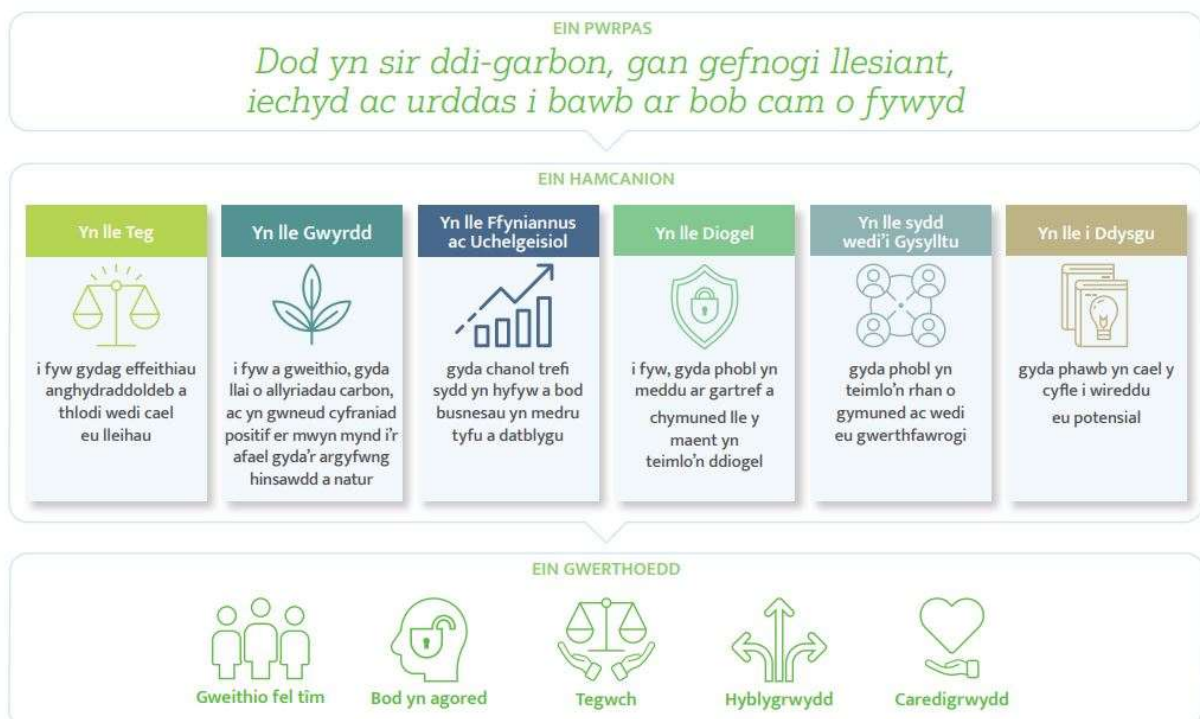 EIN PWRPAS
Dod yn sir ddi-garbon, gan gefnogi llesiant,
iechyd ac urddas i bawb ar bob cam o fywyd
EIN HAMCANION
Yn lle Teg
i fyw gydag effeithiau
anghydraddoldeb a
thlodi wedi cael
eu lleihau
Yn lle Gwyrdd
i fyw a gweithio, gyda
llai o allyriadau carbon,
ac yn gwneud cyfraniad
positif er mwyn mynd i'r
afael gyda'r argyfwng
hinsawdd a natur
Yn lle Ffyniannus
ac Uchelgeisiol
gyda chanol trefi
sydd yn hyfyw a bod
busnesau yn medru
tyfu a datblygu
Yn lle Diogel
i fyw, gyda phobl yn
meddu ar gartref a
chymuned lle y
maent yn
teimlo'n ddiogel
Yn lle sydd
wedi'i Gysylltu
gyda phobl yn
teimlo'n rhan o
gymuned ac wedi
eu gwerthfawrogi
Yn lle i Ddysgu
gyda phawb yn cael y
cyfle i wireddu
eu potensial
EIN GWERTHOEDD
Gweithio fel tîm
Bod yn agored
Tegwch
Hyblygrwydd
Caredigrwydd